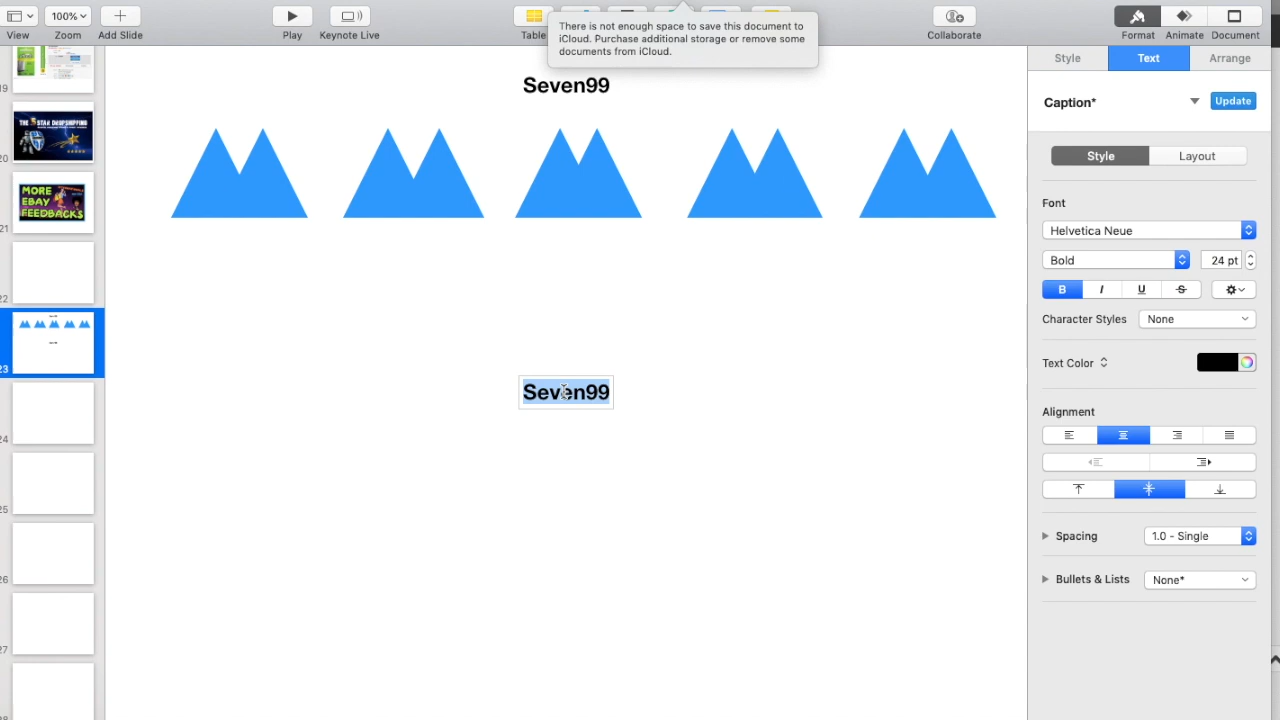 View
100%
Zoom
Add Slide
Play
Keynote Live
Table
There is not enough space to save this document to
iCloud. Purchase additional storage or remove some
documents from iCloud.
Collaborate
Format
Animate
Document
Style
Text
Arrange
Caption*
Update
Style
Layout
Font
Helvetica Neue
Bold
24 pt
B
I
U
S
Character Styles
None
Text Color
Alignment
Spacing
1.0 - Single
Bullets & Lists
None*
Seven99
Seven99
19
20
THE 5 STAR DROPSHIPPING
21
MORE
EBAY
FEEDBACKS
22
23
24
25
26
27